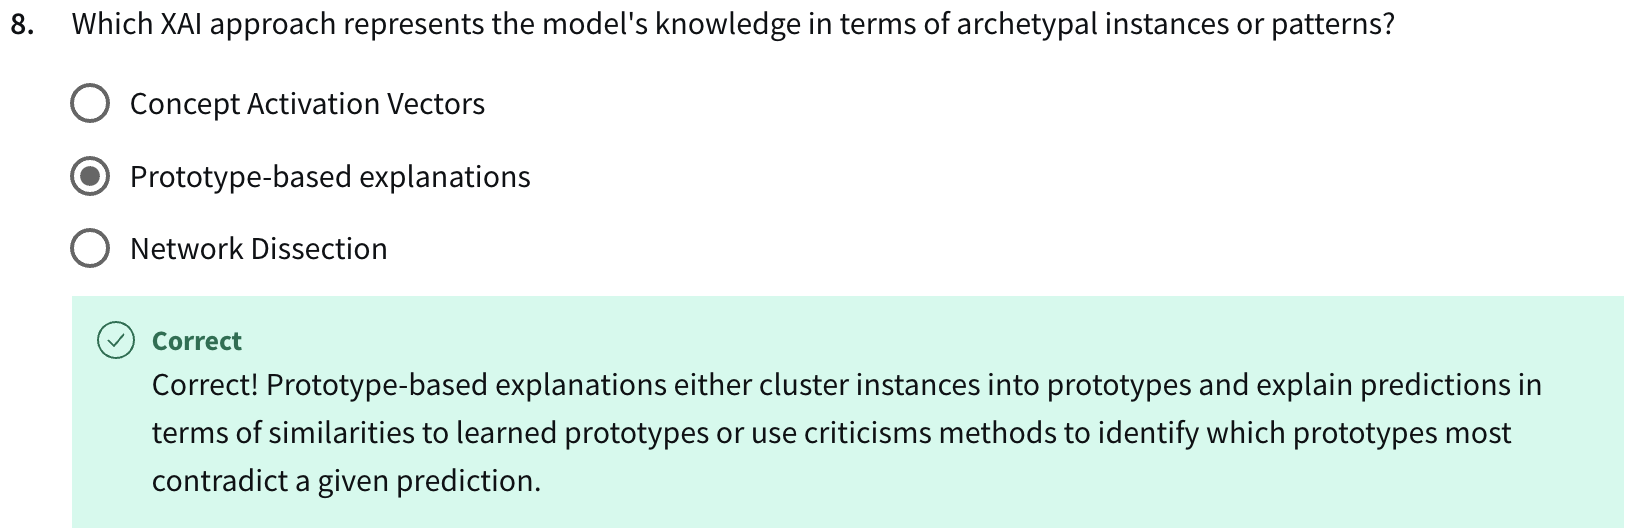 8. Which XAI approach represents the model's knowledge in terms of archetypal instances or patterns?
Concept Activation Vectors
Prototype-based explanations
Network Dissection
Correct
Correct! Prototype-based explanations either cluster instances into prototypes and explain predictions in
terms of similarities to learned prototypes or use criticisms methods to identify which prototypes most
contradict a given prediction.